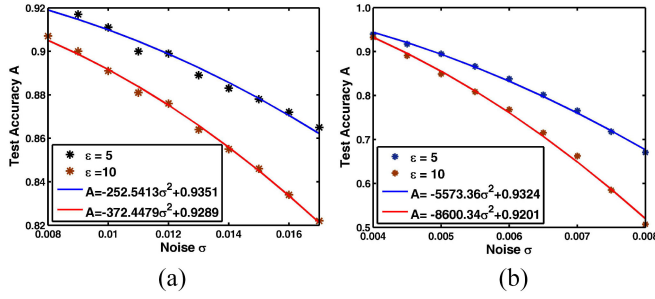 0.92
0.90
0.88
0.86
0.84
0.82
Test Accuracy A
ε = 5
ε =10
A=-252.5413σ²+0.9351
A=-372.4479σ²+0.9289
0.008 0.01 0.012 0.014 0.016
Noise σ
(a)
1.0
0.9
0.8
0.7
0.6
0.5
Test Accuracy A
ε = 5
ε = 10
A= -5573.36σ²+0.9324
A= -8600.34σ²+0.9201
0.004 0.005 0.006 0.007 0.008
Noise σ
(b)